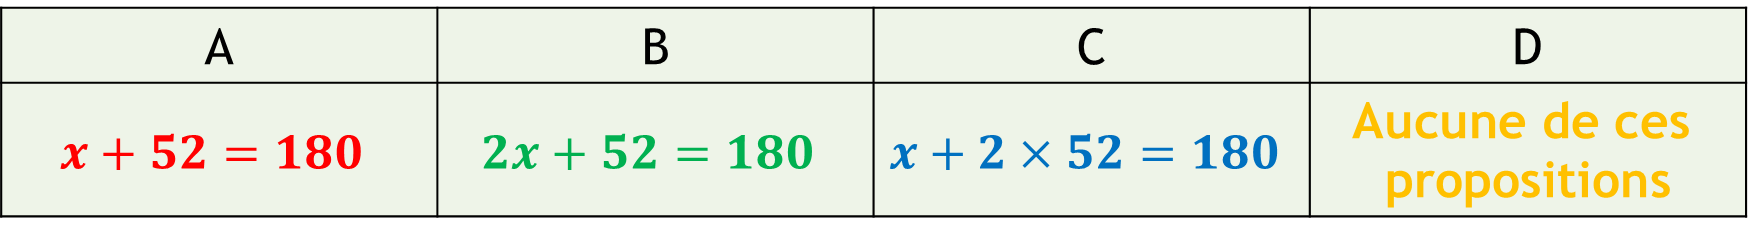 A B C D
x + 52 = 180 2x + 52 = 180 x + 2 × 52 = 180 Aucune de ces
propositions